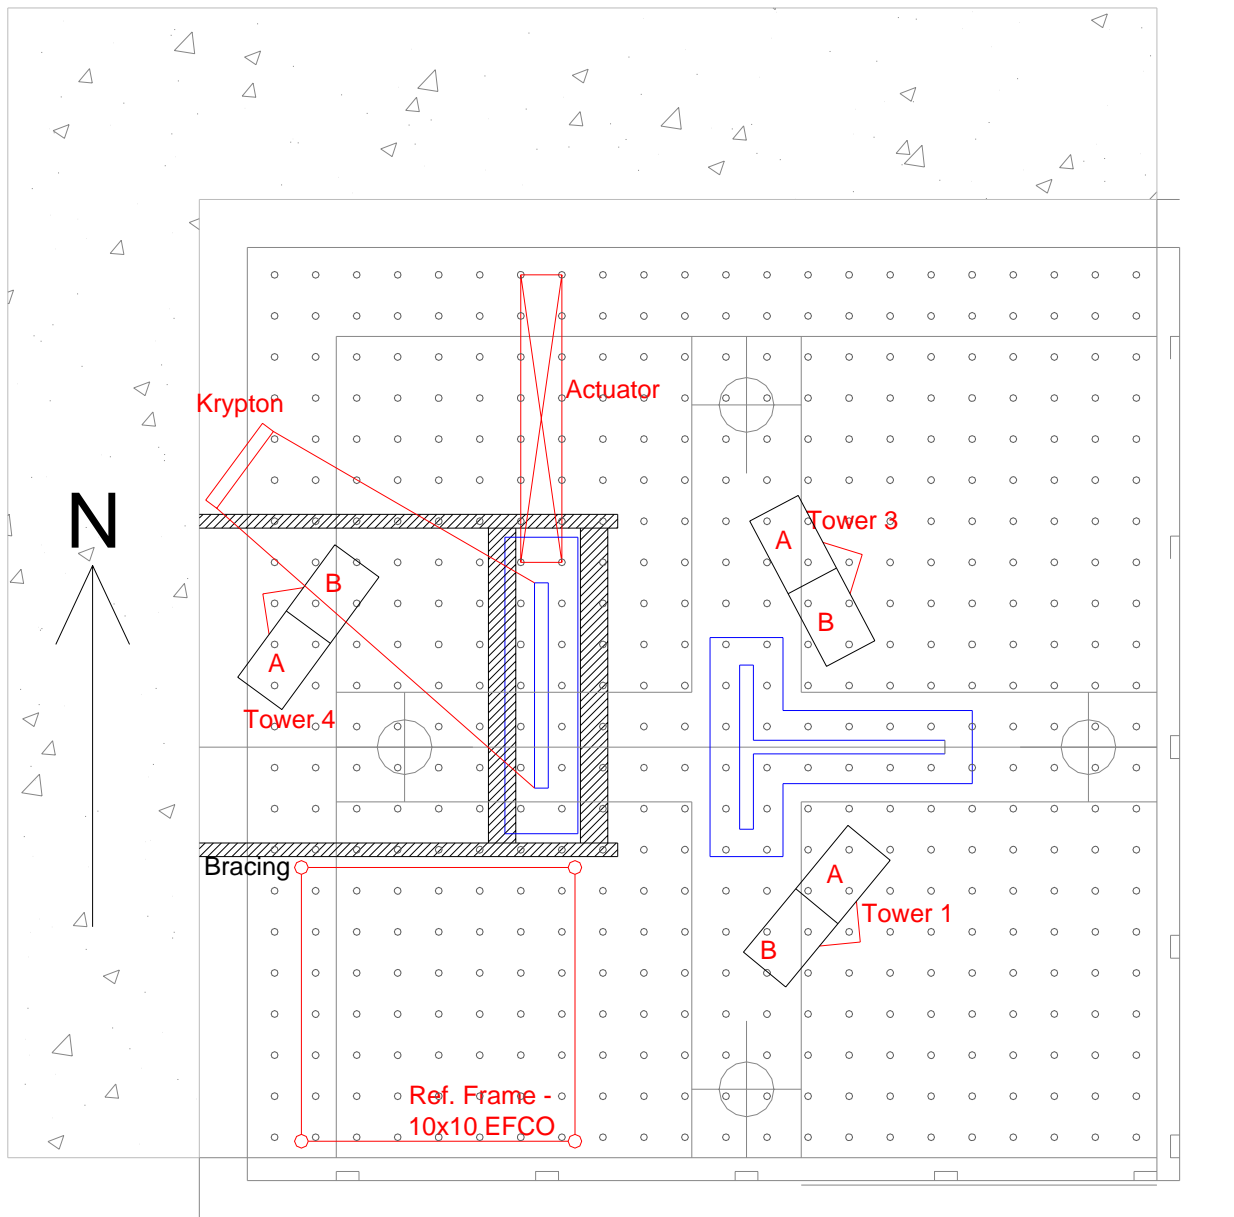 Krypton
Actuator
N
A
Tower 3
B
B
A
Tower 4
Bracing
A
Tower 1
B
Ref. Frame -
10x10 EFCO